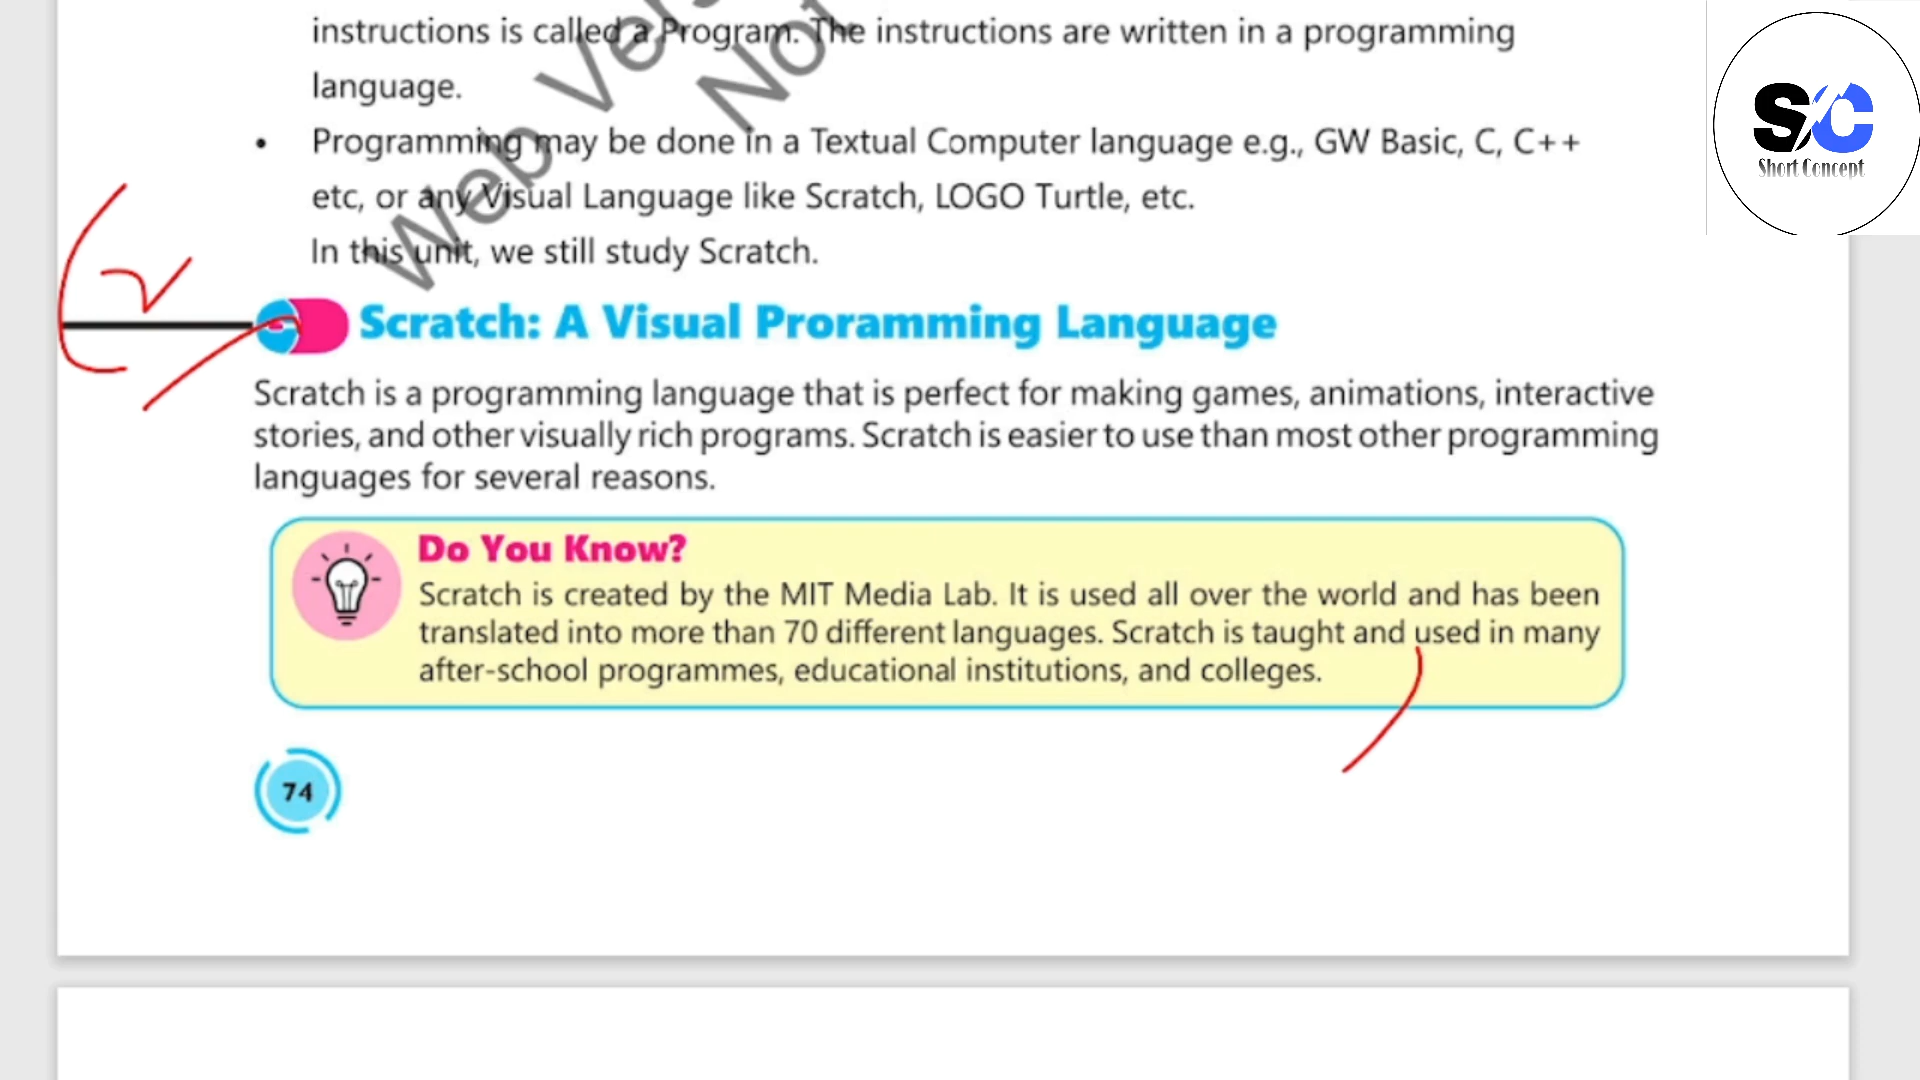 instructions is called a Program. The instructions are written in a programming
language.
• Programming may be done in a Textual Computer language e.g., GW Basic, C, C++
etc, or any Visual Language like Scratch, LOGO Turtle, etc.
In this unit, we still study Scratch.
Scratch: A Visual Proramming Language
Scratch is a programming language that is perfect for making games, animations, interactive
stories, and other visually rich programs. Scratch is easier to use than most other programming
languages for several reasons.
Do You Know?
Scratch is created by the MIT Media Lab. It is used all over the world and has been
translated into more than 70 different languages. Scratch is taught and used in many
after-school programmes, educational institutions, and colleges.
74
Web Vers
Not
SC
Short Concept